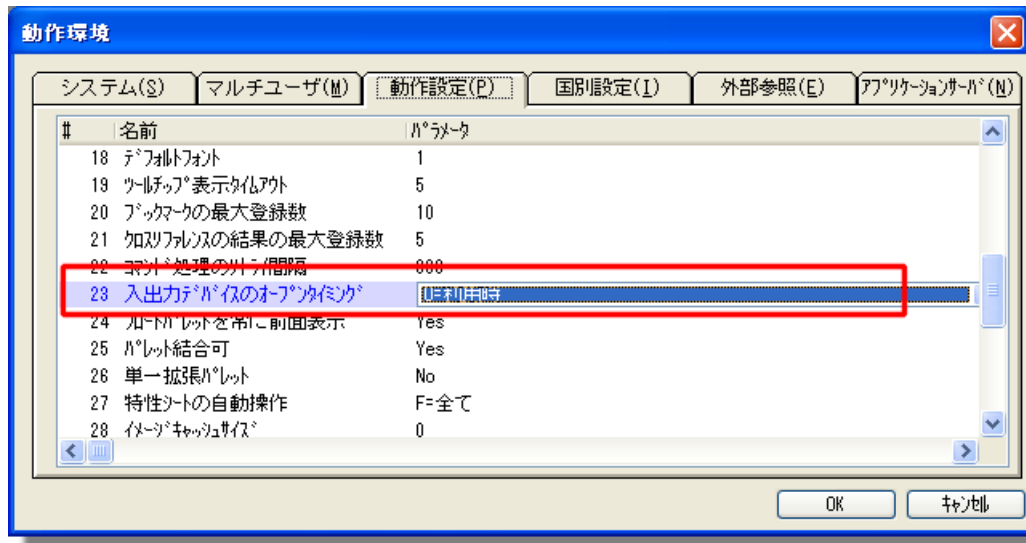 動作環境
システム(S) マルチユーザ(M) 動作設定(P) 国別設定(I) 外部参照(E) ｱﾌﾟﾘｹｰｼｮﾝｻｰﾊﾞ(N)
# 名前 ﾊﾟﾗﾒｰﾀ
18 ﾃﾞﾌｫﾙﾄﾌｫﾝﾄ 1
19 ﾂｰﾙﾁｯﾌﾟ表示ﾀｲﾑｱｳﾄ 5
20 ﾌﾞｯｸﾏｰｸの最大登録数 10
21 ｸﾛｽﾘﾌｧﾚﾝｽの結果の最大登録数 5
22 ｺﾏﾝﾄﾞ処理のﾘﾄﾗｲ間隔
23 入出力ﾃﾞﾊﾞｲｽのｵｰﾌﾟﾝﾀｲﾐﾝｸﾞ U=利用時
24 ﾌﾛｰﾄﾊﾟﾚｯﾄを常に前面表示 Yes
25 ﾊﾟﾚｯﾄ結合可 Yes
26 単一拡張ﾊﾟﾚｯﾄ No
27 特性ｼｰﾄの自動操作 F=全て
28 ｲﾒｰｼﾞｷｬｯｼｭｻｲｽﾞ 0
OK ｷｬﾝｾﾙ